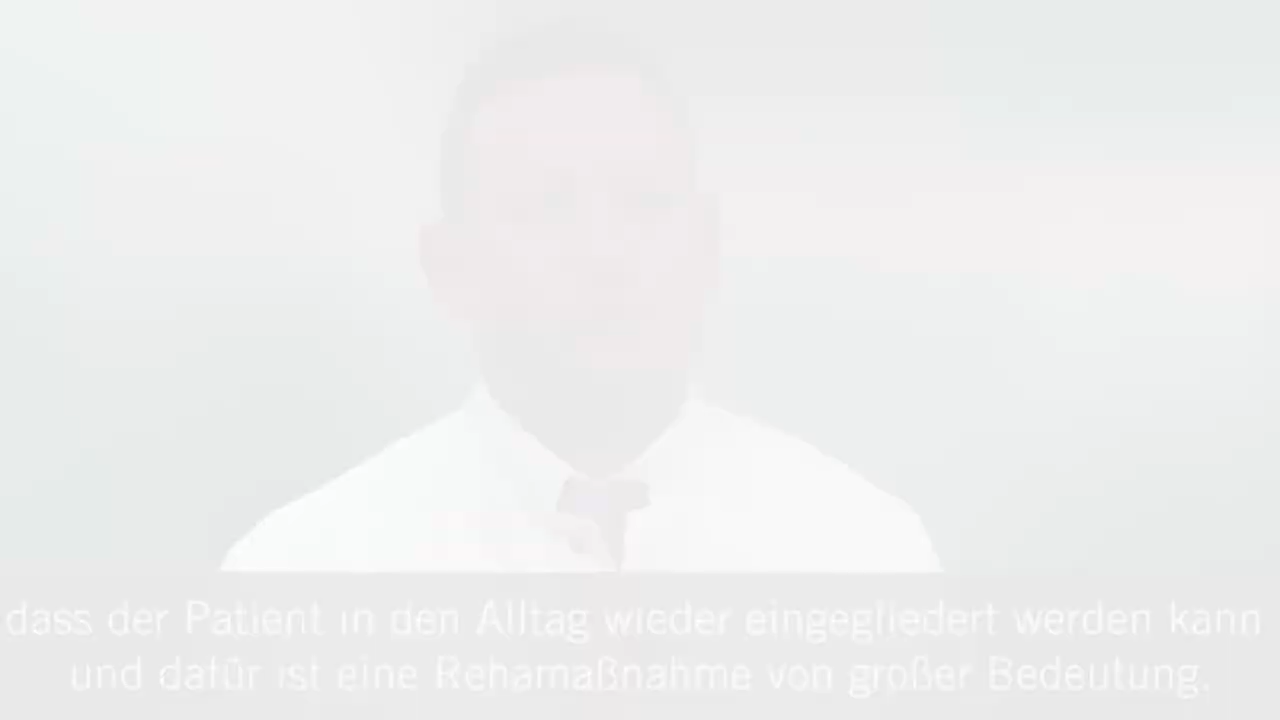 dass der Patient in den Alltag wieder eingegliedert werden kann
und dafür ist eine Rehamaßnahme von großer Bedeutung.